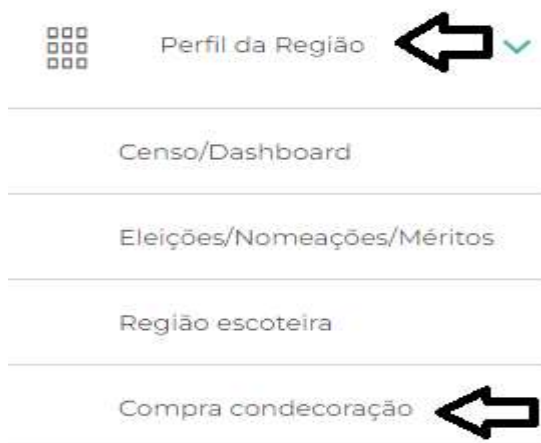 Perfil da Região
Censo/Dashboard
Eleições/Nomeações/Méritos
Região escoteira
Compra condecoração